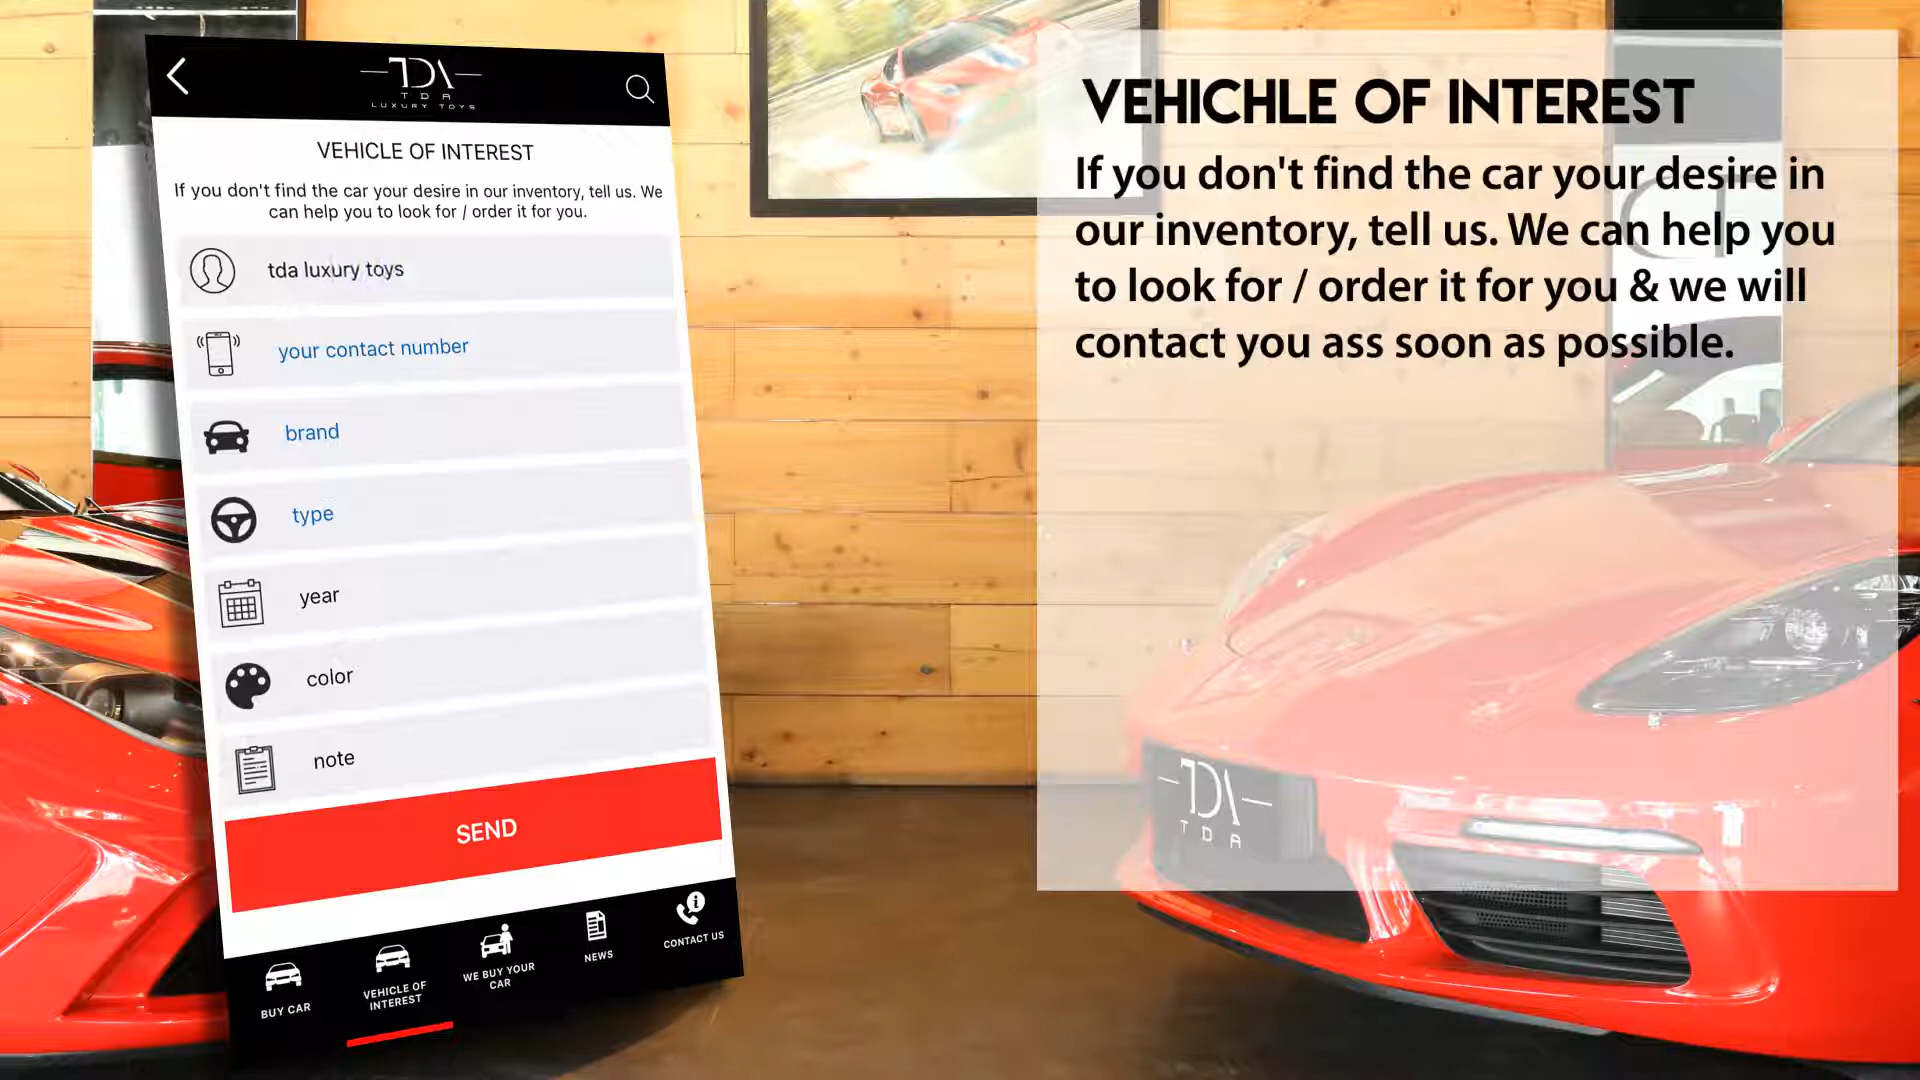 TDA
TDA
LUXURY TOYS
VEHICLE OF INTEREST
If you don't find the car your desire in our inventory, tell us. We
can help you to look for / order it for you.
tda luxury toys
your contact number
brand
type
year
color
note
SEND
BUY CAR
VEHICLE OF
INTEREST
WE BUY YOUR
CAR
NEWS
CONTACT US
VEHICHLE OF INTEREST
If you don't find the car your desire in
our inventory, tell us. We can help you
to look for / order it for you & we will
contact you ass soon as possible.
TDA
TDA